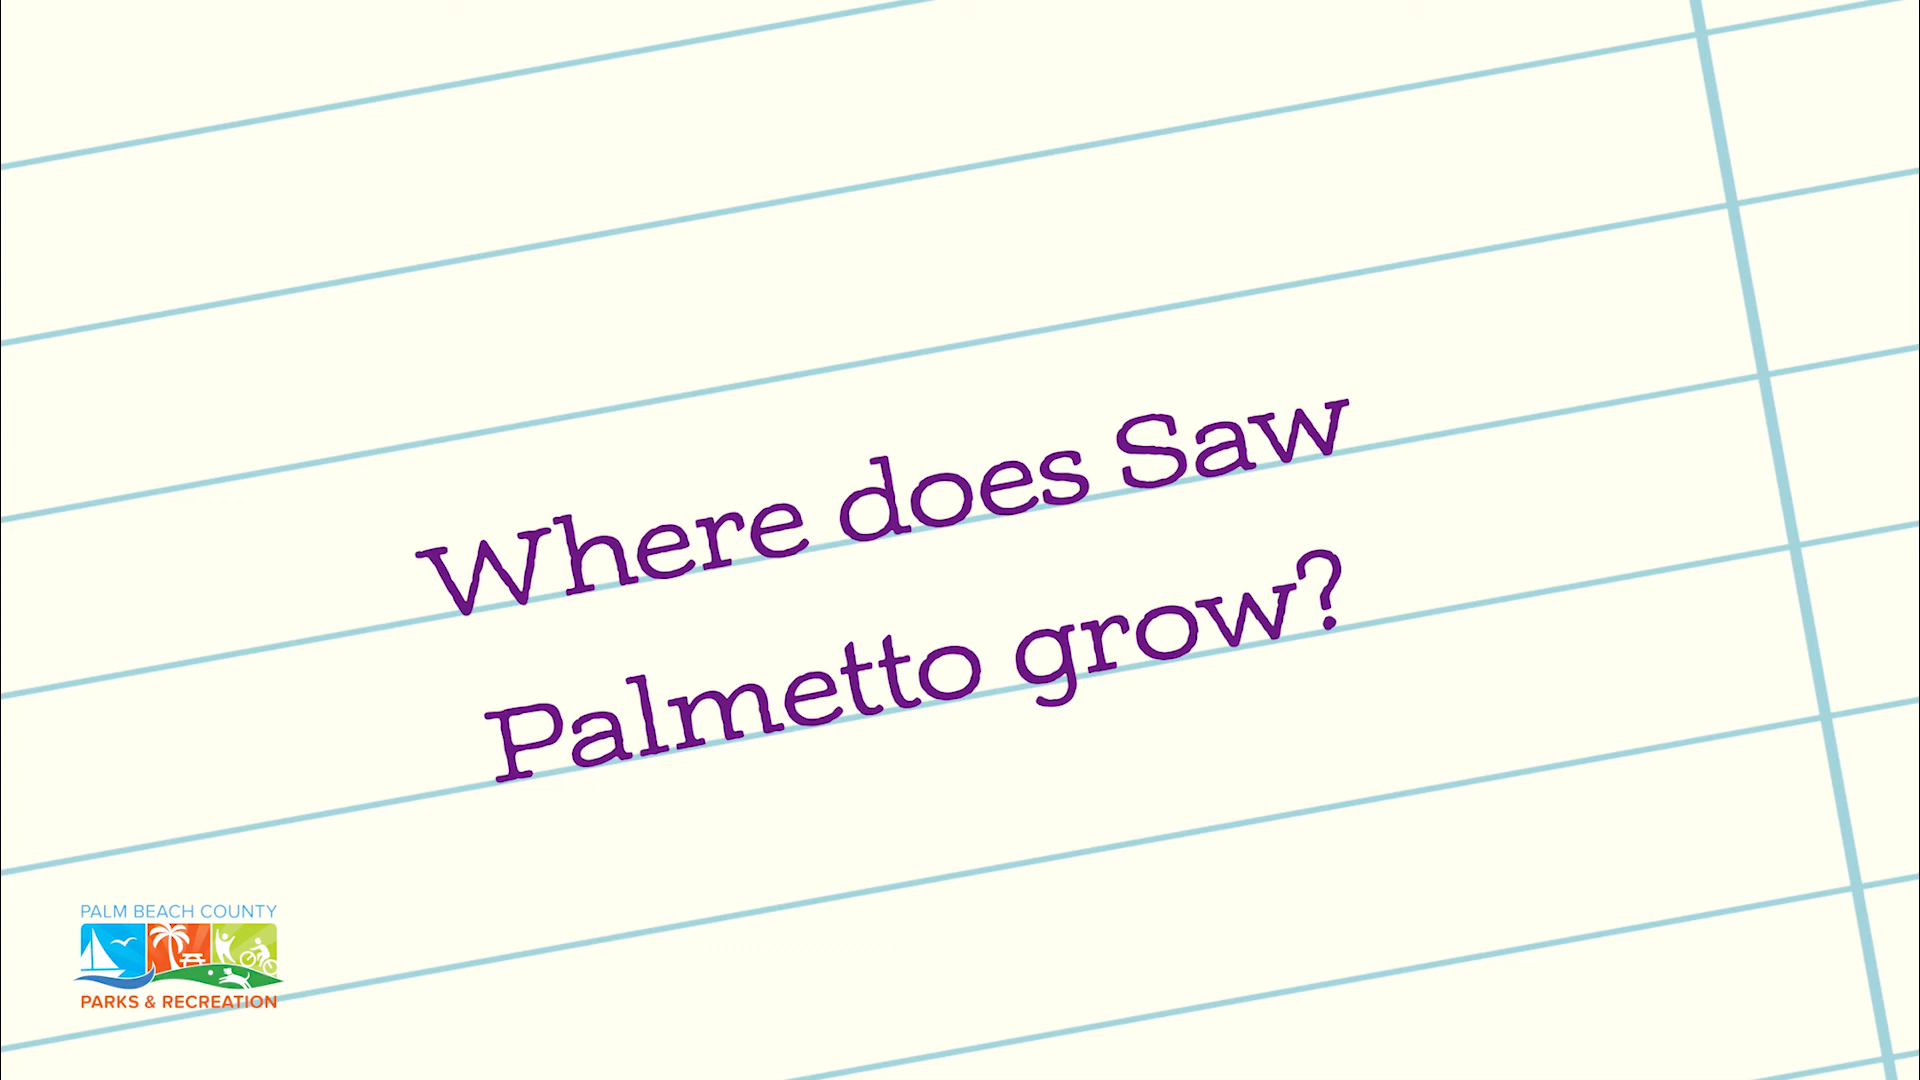 Where does Saw
Palmetto grow?
PALM BEACH COUNTY
PARKS & RECREATION